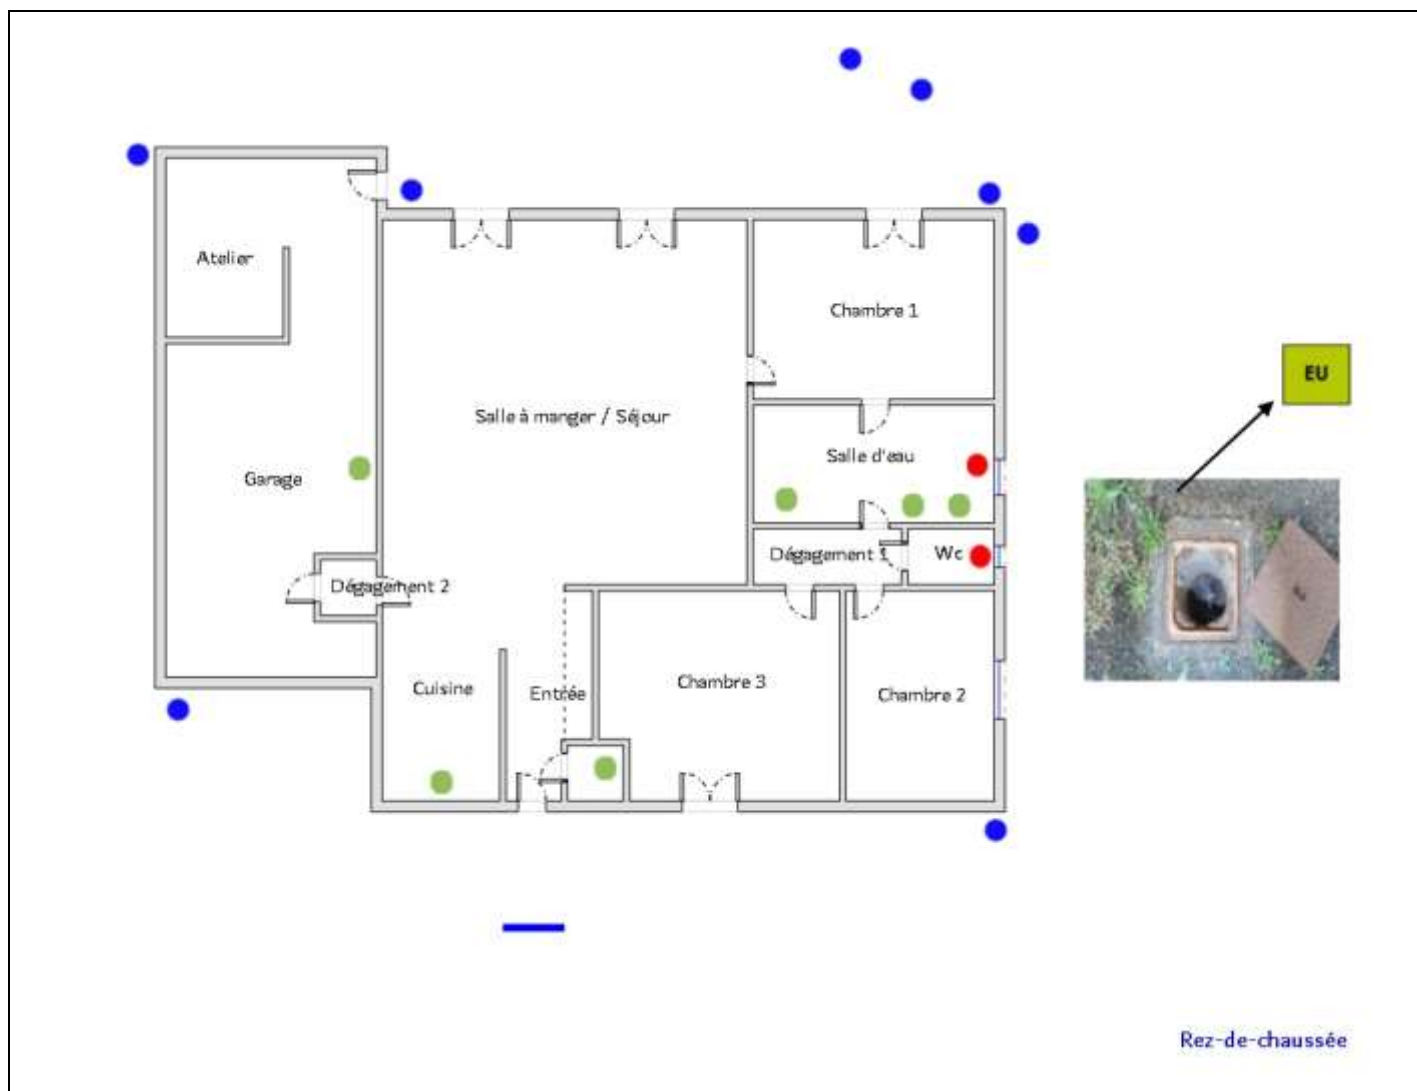 Atelier
Chambre 1
EU
Salle à manger / Séjour
Salle d'eau
Garage
Dégagement 1
Wc
Dégagement 2
Cuisine
Entrée
Chambre 3
Chambre 2
Rez-de-chaussée